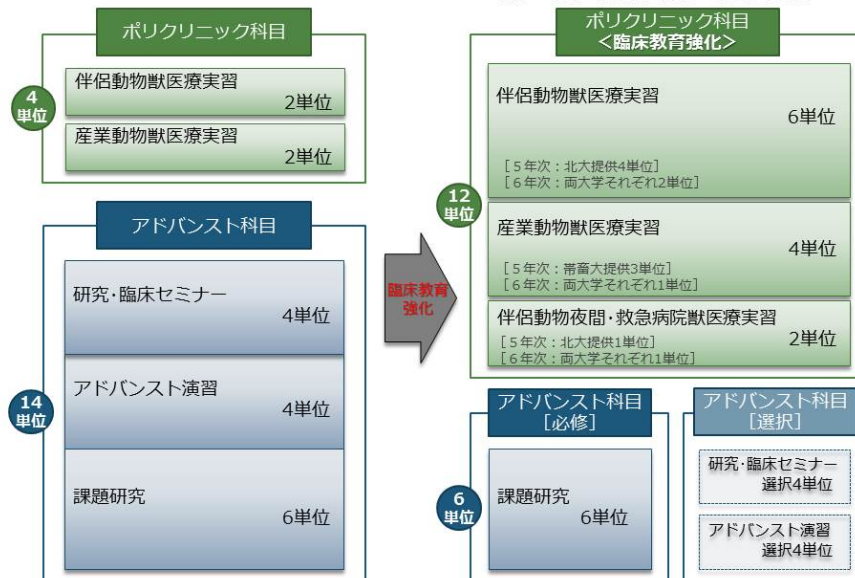 ポリクリニック科目
4
単位
伴侶動物獣医療実習
2単位
産業動物獣医療実習
2単位
アドバンスト科目
14
単位
研究・臨床セミナー
4単位
アドバンスト演習
4単位
課題研究
6単位
臨床教育
強化
ポリクリニック科目
<臨床教育強化>
12
単位
伴侶動物獣医療実習
6単位
[5年次:北大提供4単位]
[6年次:両大学それぞれ2単位]
産業動物獣医療実習
4単位
[5年次:帯畜大提供3単位]
[6年次:両大学それぞれ1単位]
伴侶動物夜間・救急病院獣医療実習
2単位
[5年次:北大提供1単位]
[6年次:両大学それぞれ1単位]
アドバンスト科目
[必修]
6
単位
課題研究
6単位
アドバンスト科目
[選択]
研究・臨床セミナー
選択4単位
アドバンスト演習
選択4単位